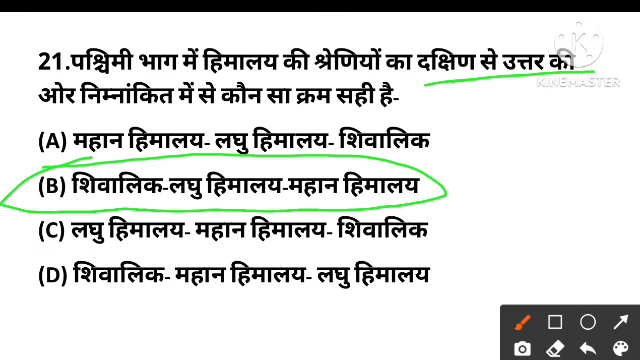 21.पश्चिमी भाग में हिमालय की श्रेणियों का दक्षिण से उत्तर की
ओर निम्नांकित में से कौन सा क्रम सही है-
(A) महान हिमालय- लघु हिमालय- शिवालिक
(B) शिवालिक-लघु हिमालय-महान हिमालय
(C) लघु हिमालय- महान हिमालय- शिवालिक
(D) शिवालिक- महान हिमालय- लघु हिमालय
KINEMASTER